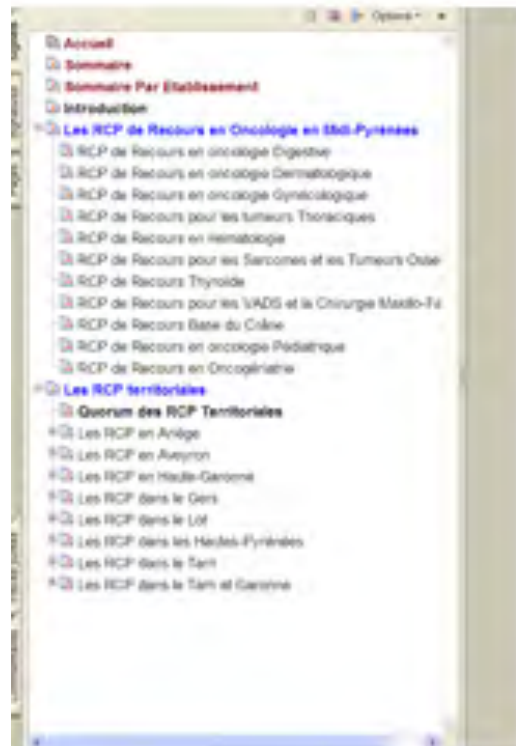 Options
Accueil
Sommaire
Sommaire Par Etablissement
Introduction
Les RCP de Recours en Oncologie en Midi-Pyrénées
RCP de Recours en oncologie Digestive
RCP de Recours en oncologie Dermatologique
RCP de Recours en oncologie Gynécologique
RCP de Recours pour les tumeurs Thoraciques
RCP de Recours en Hématologie
RCP de Recours pour les Sarcomes et les Tumeurs Osse
RCP de Recours Thyroïde
RCP de Recours pour les VADS et la Chirurgie Maxillo-Fa
RCP de Recours Base du Crâne
RCP de Recours en oncologie Pédiatrique
RCP de Recours en Oncogériatrie
Les RCP territoriales
Quorum des RCP Territoriales
Les RCP en Ariège
Les RCP en Aveyron
Les RCP en Haute-Garonne
Les RCP dans le Gers
Les RCP dans le Lot
Les RCP dans les Hautes-Pyrénées
Les RCP dans le Tarn
Les RCP dans le Tarn et Garonne